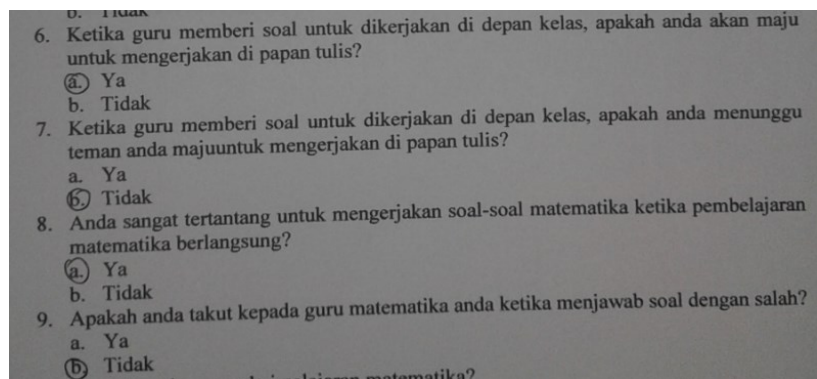 b. Tidak
6. Ketika guru memberi soal untuk dikerjakan di depan kelas, apakah anda akan maju
untuk mengerjakan di papan tulis?
a. Ya
b. Tidak
7. Ketika guru memberi soal untuk dikerjakan di depan kelas, apakah anda menunggu
teman anda majuuntuk mengerjakan di papan tulis?
a. Ya
b. Tidak
8. Anda sangat tertantang untuk mengerjakan soal-soal matematika ketika pembelajaran
matematika berlangsung?
a. Ya
b. Tidak
9. Apakah anda takut kepada guru matematika anda ketika menjawab soal dengan salah?
a. Ya
b. Tidak
matematika?